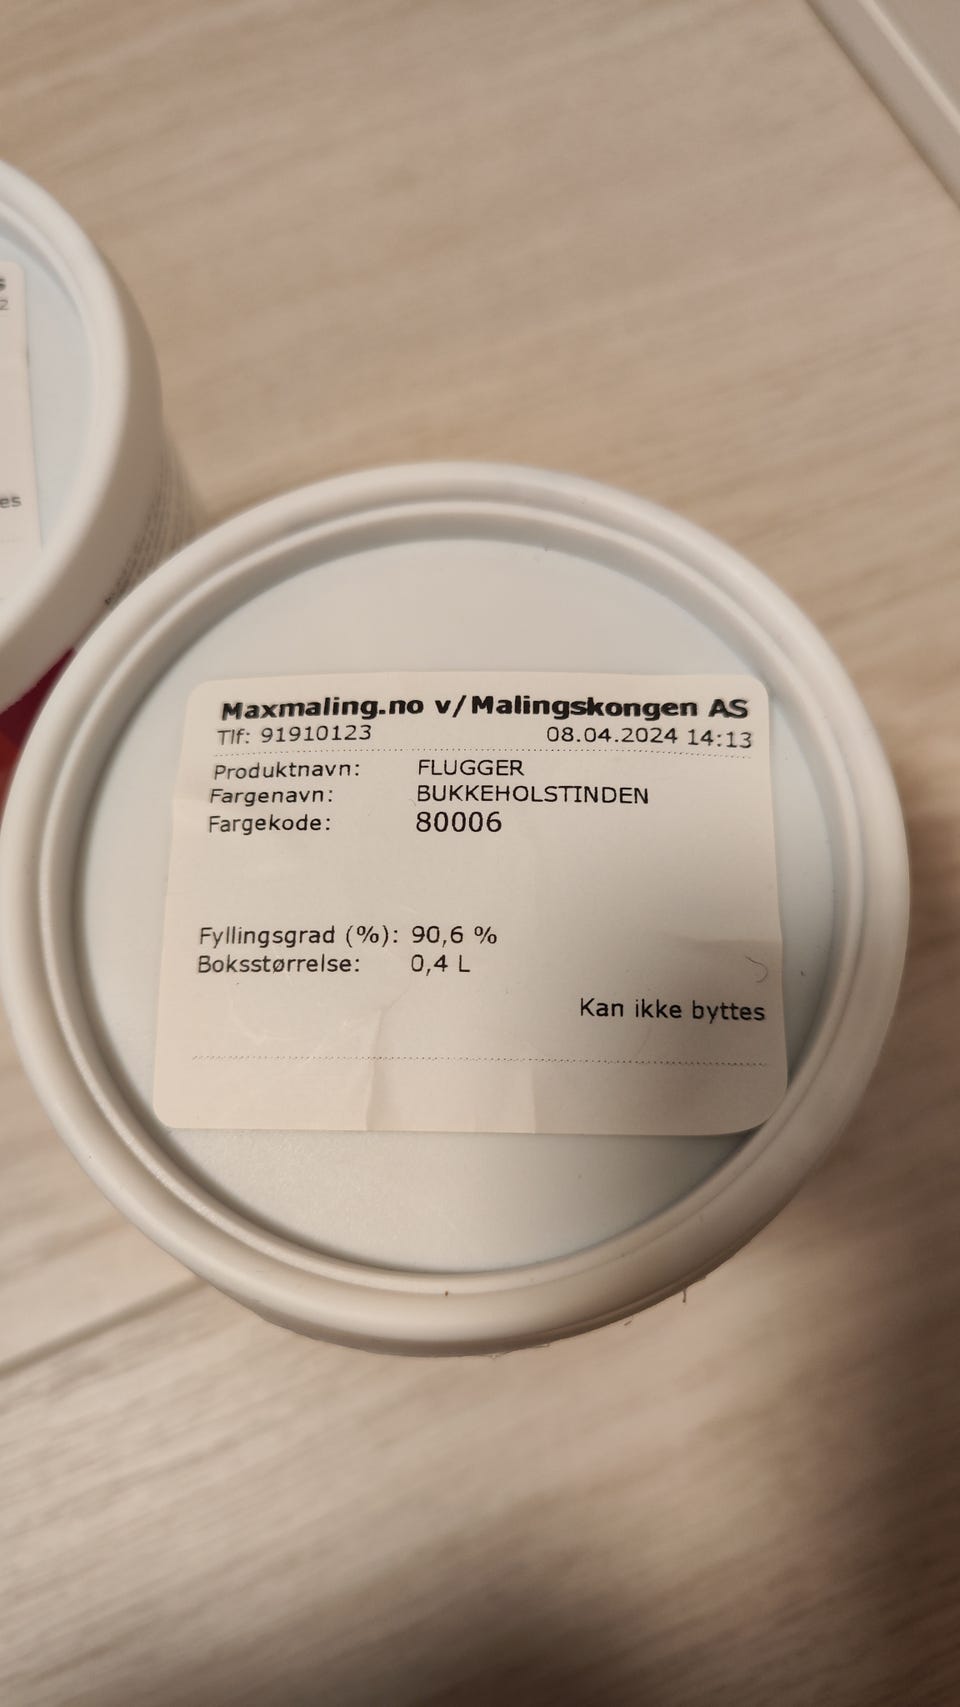 Maxmaling.no v/Malingskongen AS
Tlf: 91910123 08.04.2024 14:13
Produktnavn: FLUGGER
Fargenavn: BUKKEHOLSTINDEN
Fargekode: 80006
Fyllingsgrad (%): 90,6 %
Boksstørrelse: 0,4 L
Kan ikke byttes